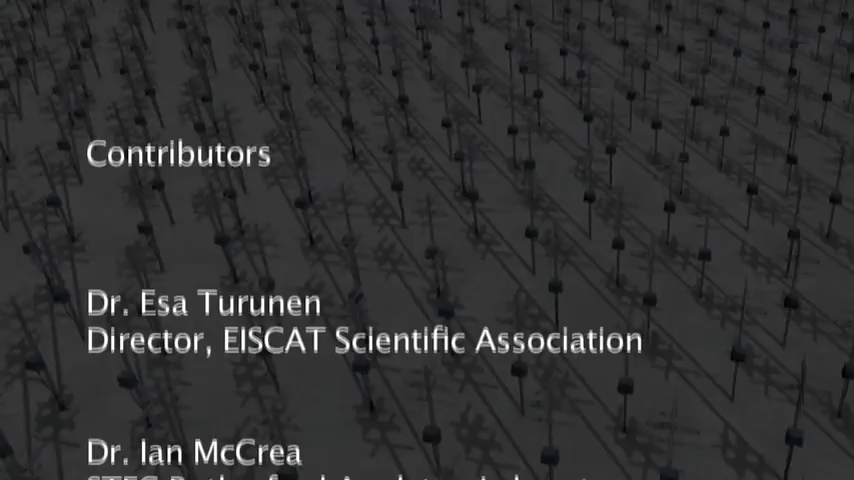 Contributors
Dr. Esa Turunen
Director, EISCAT Scientific Association
Dr. Ian McCrea